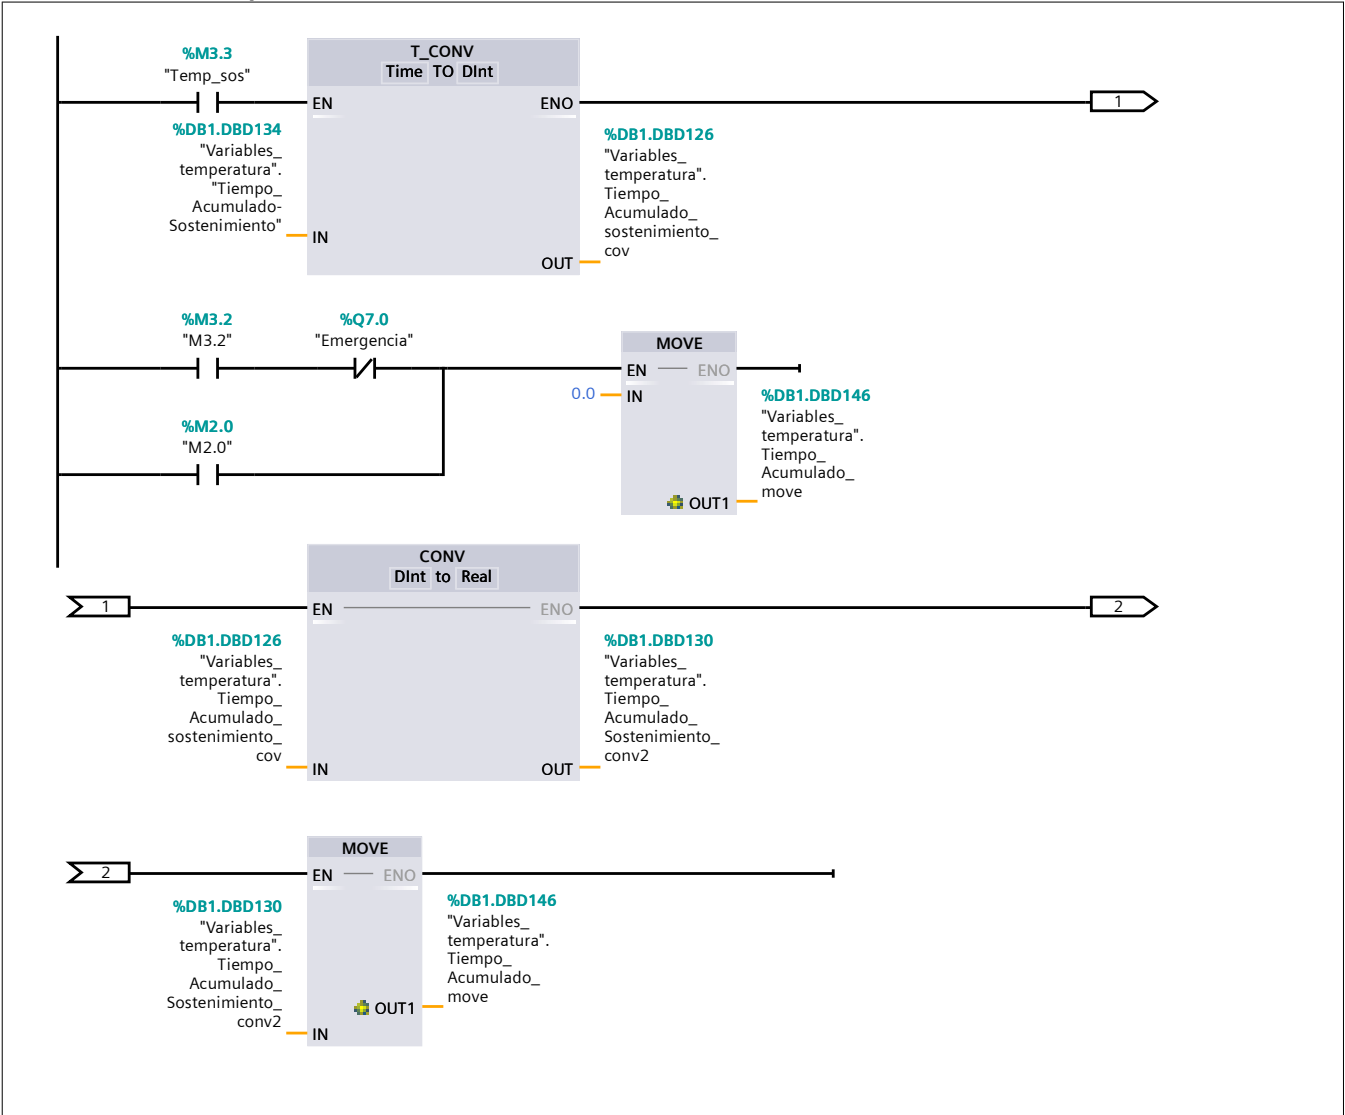 %M3.3
"Temp_sos"
T_CONV
Time TO DInt
EN
ENO
1
%DB1.DBD134
"Variables_
temperatura".
"Tiempo_
Acumulado-
Sostenimiento"
IN
%DB1.DBD126
"Variables_
temperatura".
Tiempo_
Acumulado_
sostenimiento_
cov
OUT
%M3.2
"M3.2"
%Q7.0
"Emergencia"
MOVE
EN
ENO
0.0
IN
%DB1.DBD146
"Variables_
temperatura".
Tiempo_
Acumulado_
move
OUT1
%M2.0
"M2.0"
CONV
DInt to Real
1
EN
ENO
2
%DB1.DBD126
"Variables_
temperatura".
Tiempo_
Acumulado_
sostenimiento_
cov
IN
%DB1.DBD130
"Variables_
temperatura".
Tiempo_
Acumulado_
Sostenimiento_
conv2
OUT
MOVE
2
EN
ENO
%DB1.DBD130
"Variables_
temperatura".
Tiempo_
Acumulado_
Sostenimiento_
conv2
IN
%DB1.DBD146
"Variables_
temperatura".
Tiempo_
Acumulado_
move
OUT1